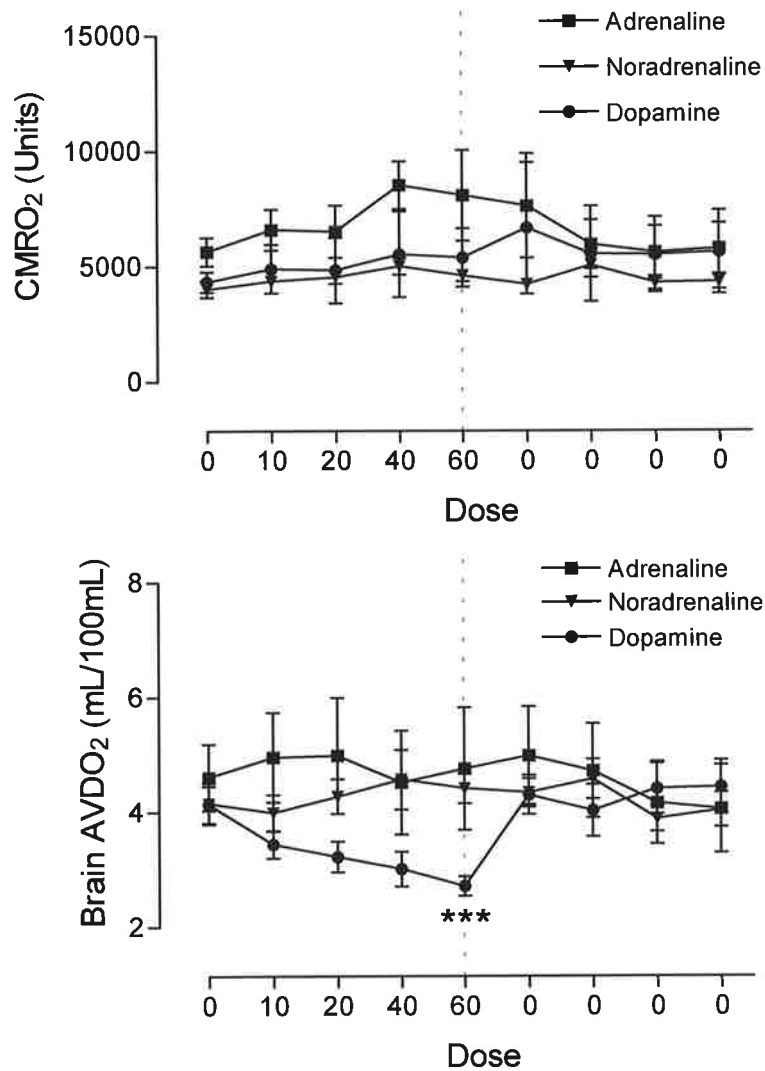 15000
10000
5000
0
CMRO₂ (Units)
Adrenaline
Noradrenaline
Dopamine
0 10 20 40 60 0 0 0 0
Dose
8
6
4
2
Brain AVDO₂ (mL/100mL)
Adrenaline
Noradrenaline
Dopamine
***
0 10 20 40 60 0 0 0 0
Dose